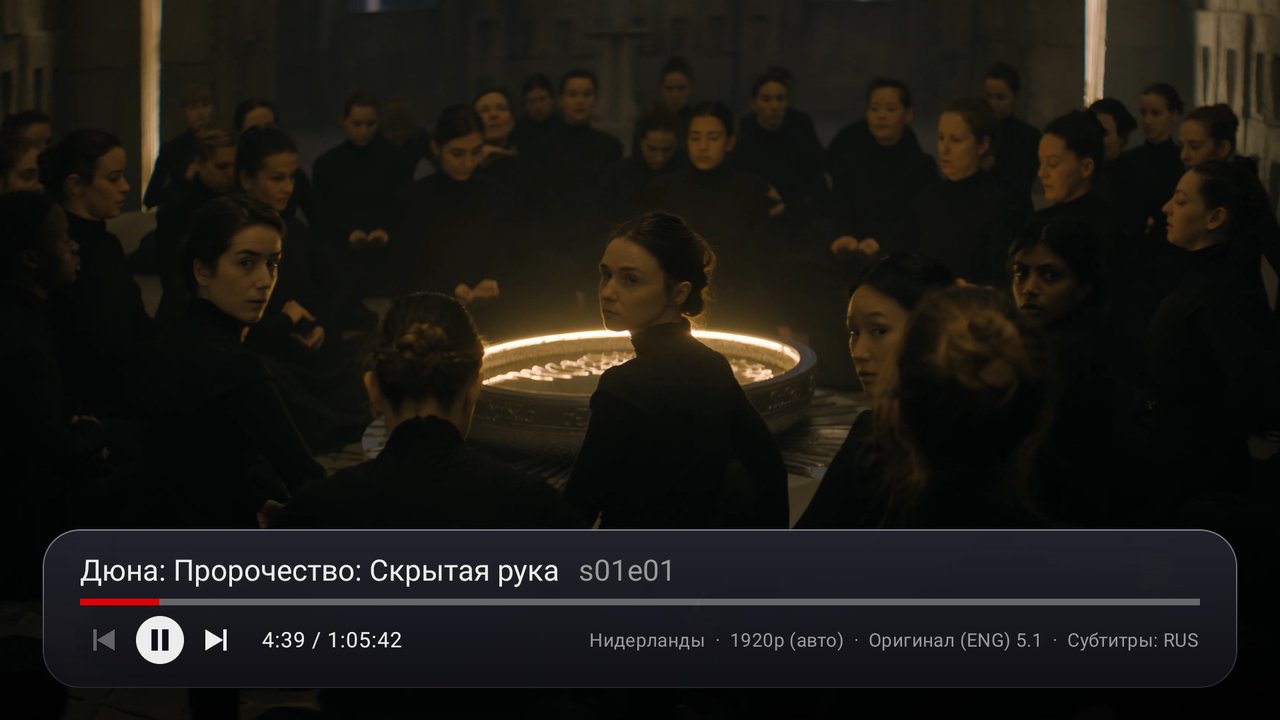 Дюна: Пророчество: Скрытая рука s01e01
4:39 / 1:05:42 Нидерланды · 1920p (авто) · Оригинал (ENG) 5.1 · Субтитры: RUS